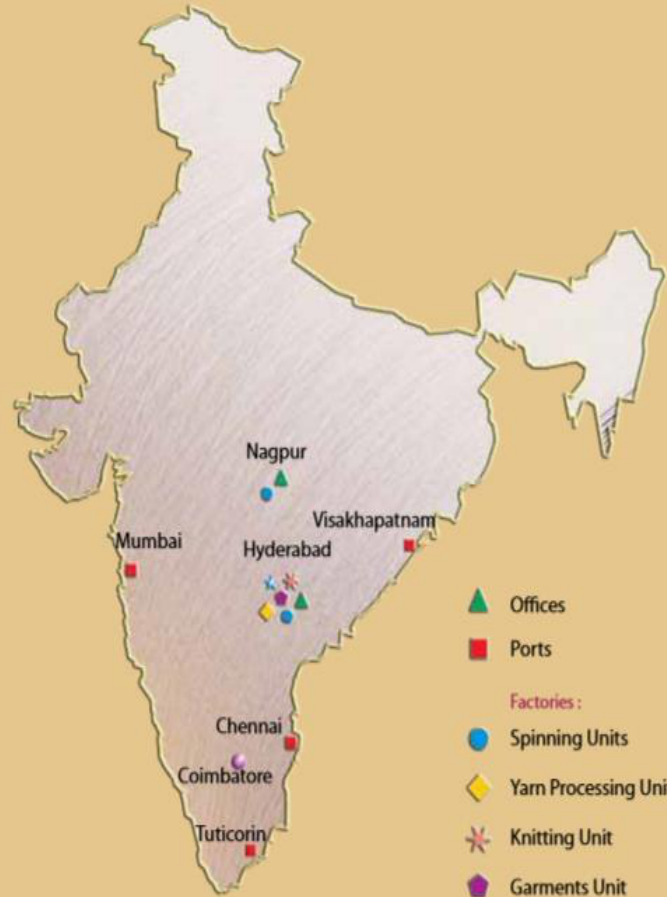 Nagpur
Visakhapatnam
Mumbai
Hyderabad
Offices
Ports
Factories :
Chennai
Spinning Units
Coimbatore
Yarn Processing Uni
Tuticorin
Knitting Unit
Garments Unit